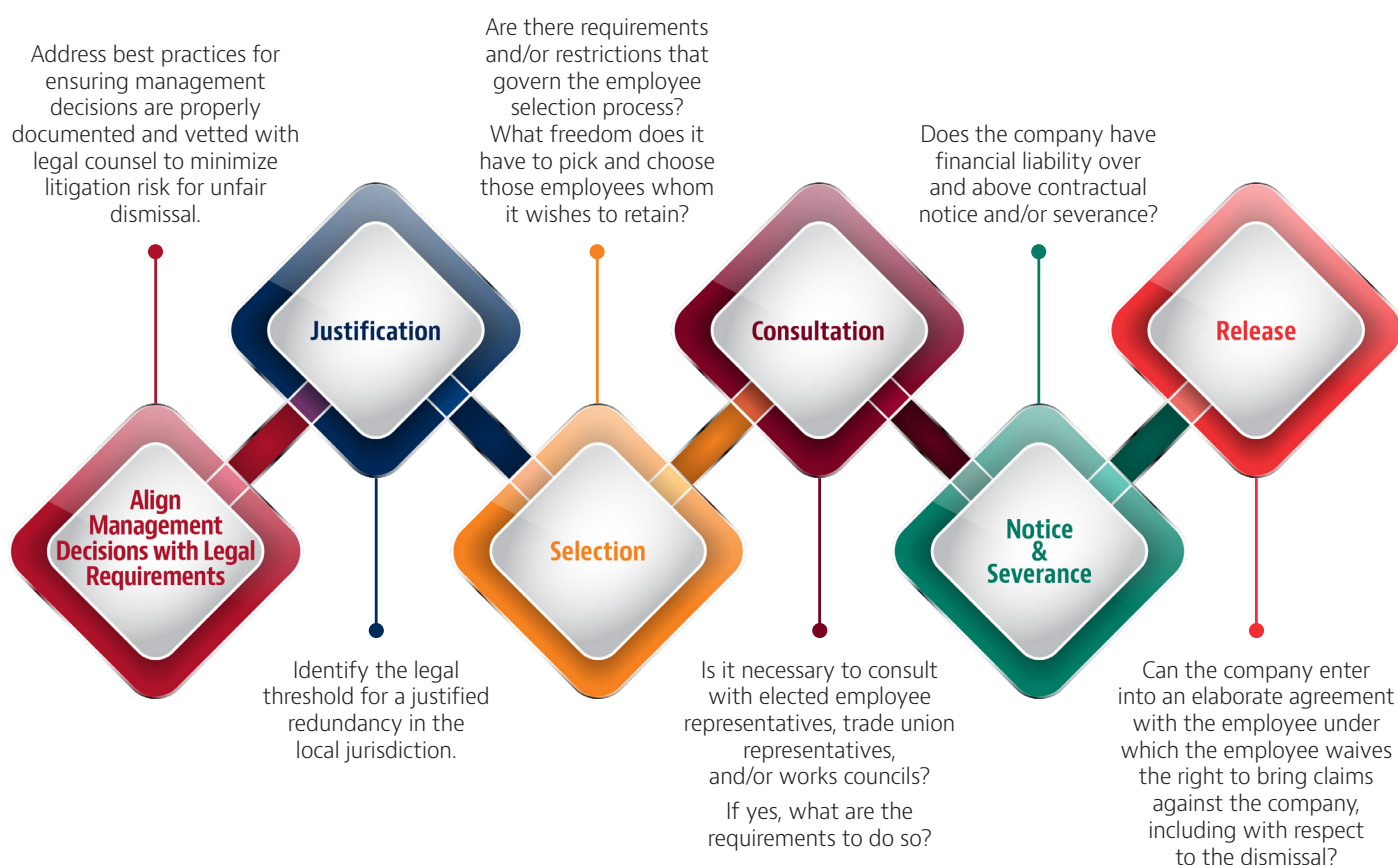 Address best practices for
ensuring management
decisions are properly
documented and vetted with
legal counsel to minimize
litigation risk for unfair
dismissal.
Align
Management
Decisions with Legal
Requirements
Justification
Identify the legal
threshold for a justified
redundancy in the
local jurisdiction.
Are there requirements
and/or restrictions that
govern the employee
selection process?
What freedom does it
have to pick and choose
those employees whom
it wishes to retain?
Selection
Consultation
Is it necessary to consult
with elected employee
representatives, trade union
representatives,
and/or works councils?
If yes, what are the
requirements to do so?
Does the company have
financial liability over
and above contractual
notice and/or severance?
Notice
&
Severance
Release
Can the company enter
into an elaborate agreement
with the employee under
which the employee waives
the right to bring claims
against the company,
including with respect
to the dismissal?